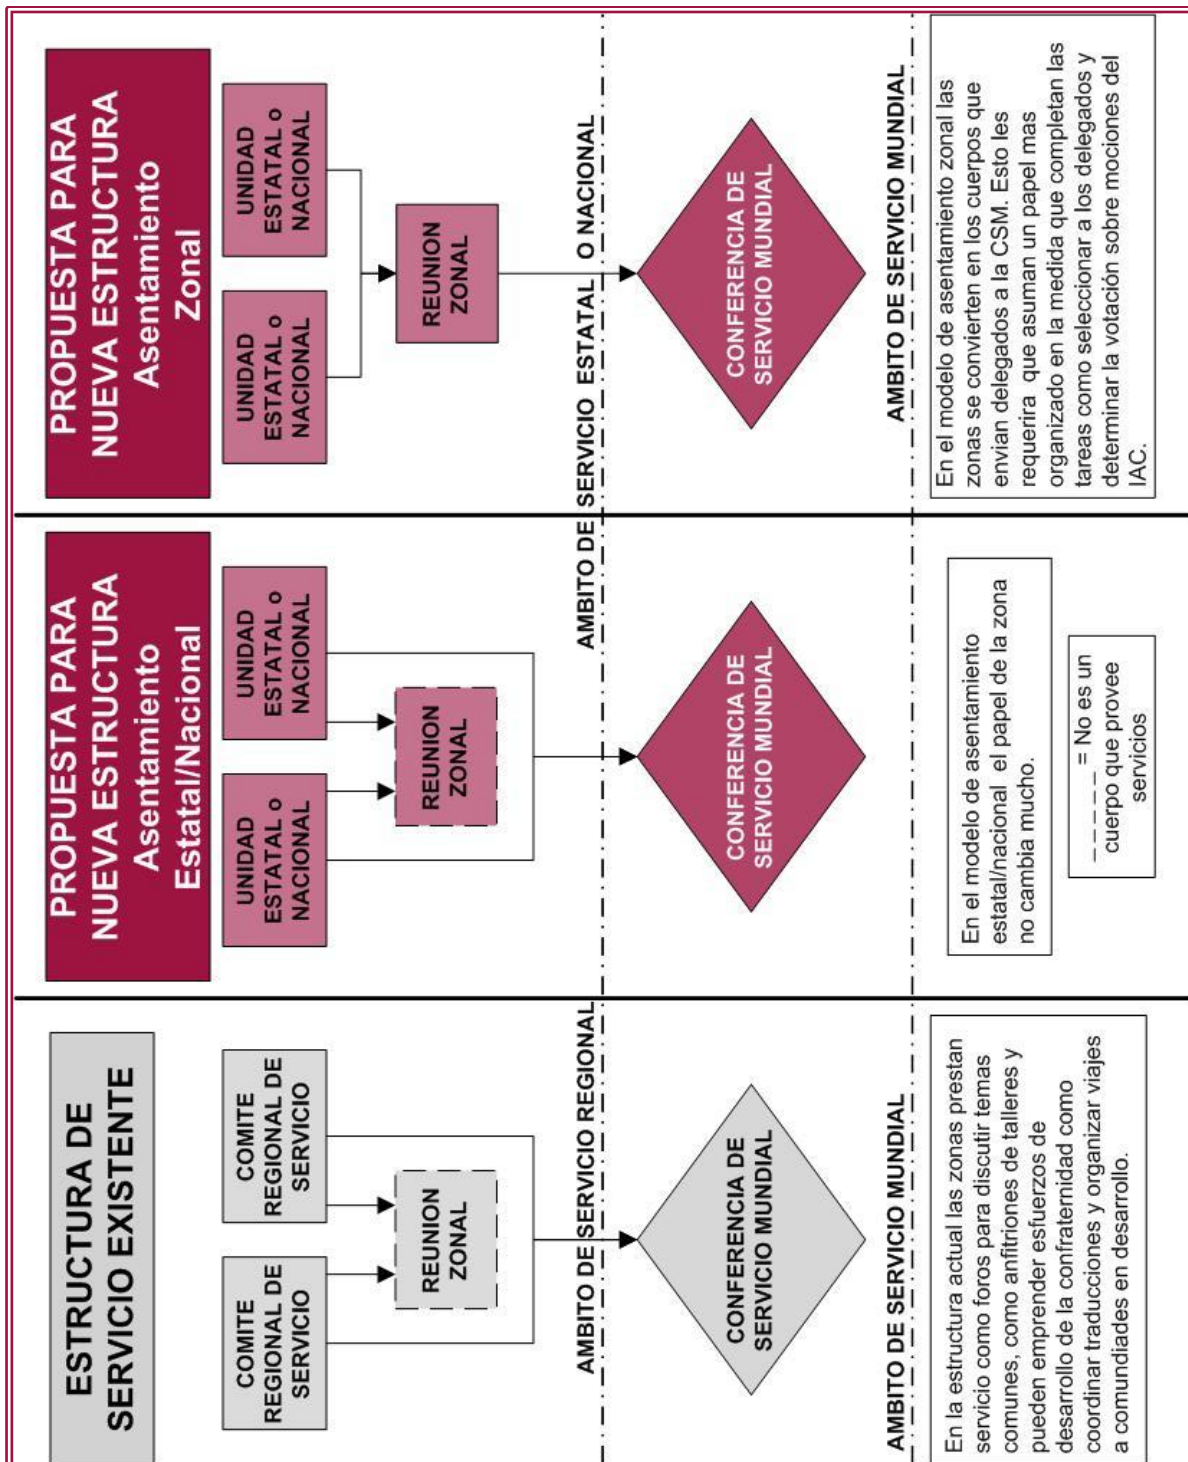 ESTRUCTURA DE
SERVICIO EXISTENTE
COMITE
REGIONAL DE
SERVICIO
COMITE
REGIONAL DE
SERVICIO
REUNION
ZONAL
AMBITO DE SERVICIO REGIONAL
CONFERENCIA DE
SERVICIO MUNDIAL
AMBITO DE SERVICIO MUNDIAL
En la estructura actual las zonas prestan
servicio como foros para discutir temas
comunes, como anfitriones de talleres y
pueden emprender esfuerzos de
desarrollo de la confraternidad como
coordinar traducciones y organizar viajes
a comundiades en desarrollo.
PROPUESTA PARA
NUEVA ESTRUCTURA
Asentamiento
Estatal/Nacional
UNIDAD
ESTATAL o
NACIONAL
UNIDAD
ESTATAL o
NACIONAL
REUNION
ZONAL
AMBITO DE SERVICIO ESTATAL O NACIONAL
CONFERENCIA DE
SERVICIO MUNDIAL
En el modelo de asentamiento
estatal/nacional el papel de la zona
no cambia mucho.
_ _ _ _ _ = No es un
cuerpo que provee
servicios
PROPUESTA PARA
NUEVA ESTRUCTURA
Asentamiento
Zonal
UNIDAD
ESTATAL o
NACIONAL
UNIDAD
ESTATAL o
NACIONAL
REUNION
ZONAL
CONFERENCIA DE
SERVICIO MUNDIAL
AMBITO DE SERVICIO MUNDIAL
En el modelo de asentamiento zonal las
zonas se convierten en los cuerpos que
envian delegados a la CSM. Esto les
requerira que asuman un papel mas
organizado en la medida que completan las
tareas como seleccionar a los delegados y
determinar la votación sobre mociones del
IAC.